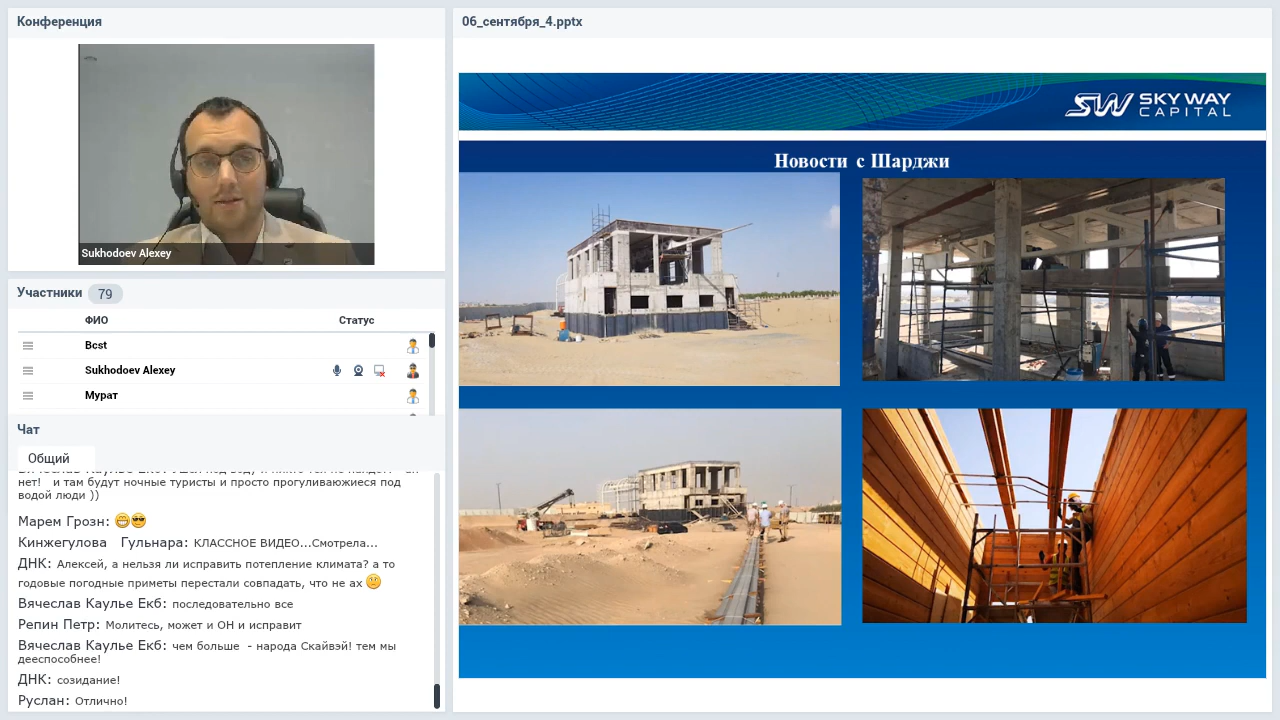 Конференция
Sukhodoev Alexey
Участники 79
ФИО Статус
Bcst
Sukhodoev Alexey
Мурат
Чат
Общий
нет! и там будут ночные туристы и просто прогуливаюжиеся под
водой люди ))
Марем Грозн:
Кинжегулова Гульнара: КЛАССНОЕ ВИДЕО...Смотрела...
ДНК: Алексей, а нельзя ли исправить потепление климата? а то
годовые погодные приметы перестали совпадать, что не ах
Вячеслав Каулье Екб: последовательно все
Репин Петр: Молитесь, может и ОН и исправит
Вячеслав Каулье Екб: чем больше - народа Скайвэй! тем мы
дееспособнее!
ДНК: созидание!
Руслан: Отлично!
06_сентября_4.pptx
SW SKY WAY
CAPITAL
Новости с Шарджи